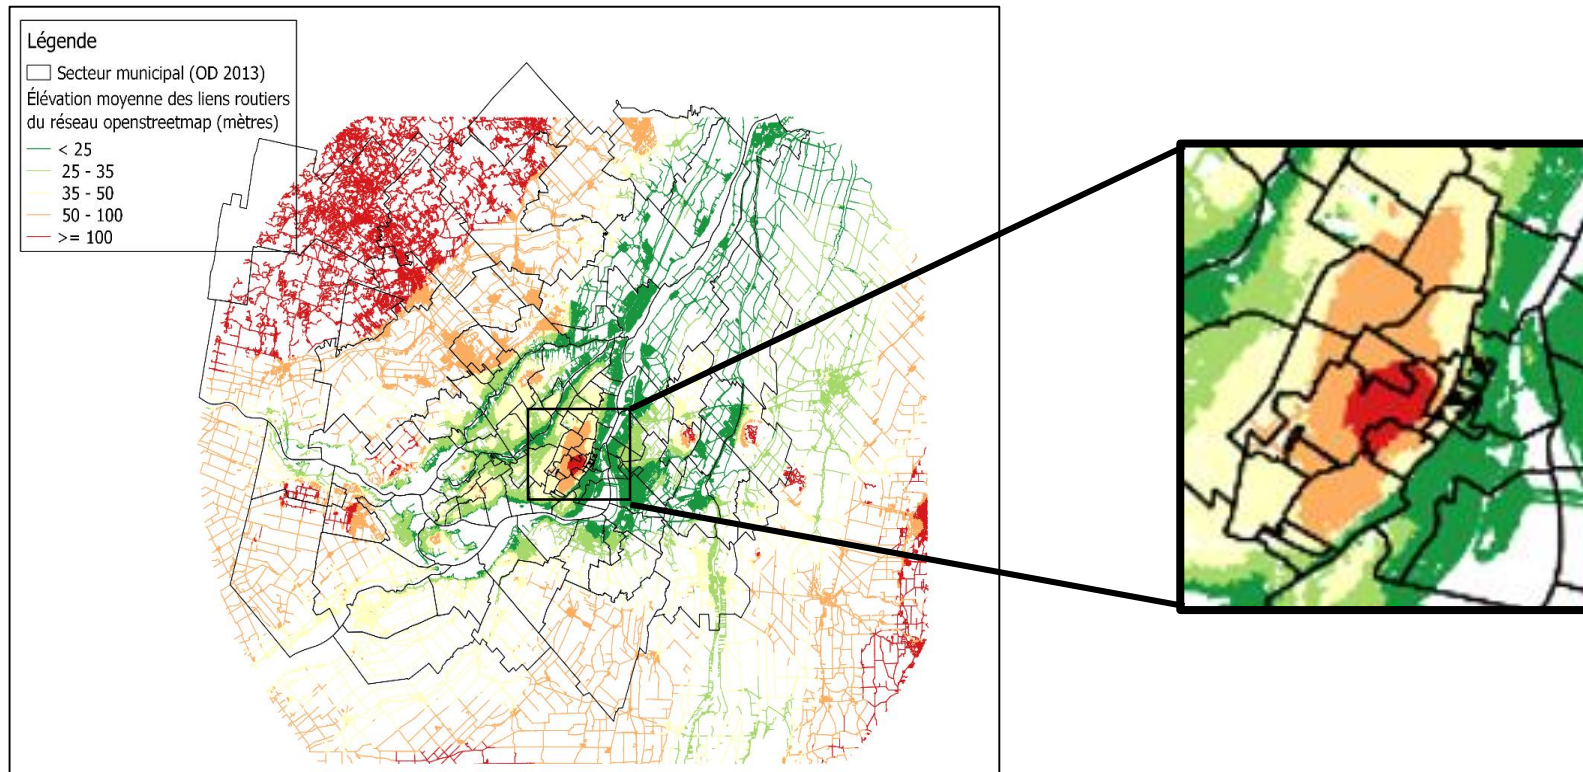 Légende
Secteur municipal (OD 2013)
Élévation moyenne des liens routiers
du réseau openstreetmap (mètres)
< 25
25 - 35
35 - 50
50 - 100
>= 100